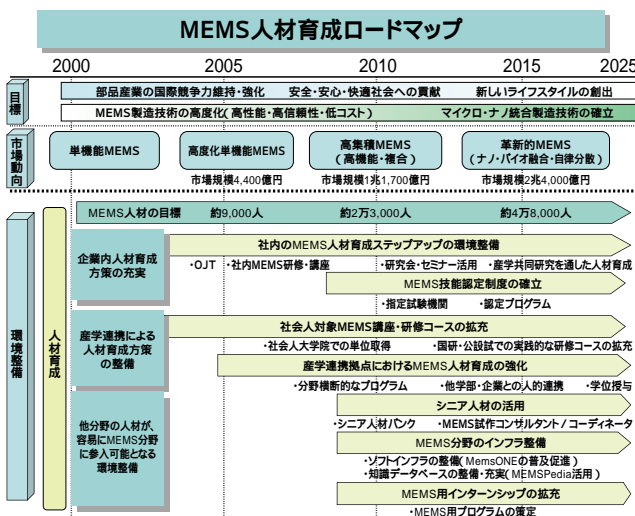 MEMS人材育成ロードマップ
2000 2005 2010 2015 2025
目標
部品産業の国際競争力維持・強化 安全・安心・快適社会への貢献 新しいライフスタイルの創出
MEMS製造技術の高度化(高性能・高信頼性・低コスト) マイクロ・ナノ統合製造技術の確立
市場動向
単機能MEMS
高度化単機能MEMS
高集積MEMS
(高機能・複合)
革新的MEMS
(ナノ・バイオ融合・自律分散)
市場規模4,400億円 市場規模1兆1,700億円 市場規模2兆4,000億円
環境整備
人材育成
MEMS人材の目標 約9,000人 約2万3,000人 約4万8,000人
企業内人材育成
方策の充実
社内のMEMS人材育成ステップアップの環境整備
・OJT ・社内MEMS研修・講座 ・研究会・セミナー活用 ・産学共同研究を通した人材育成
MEMS技能認定制度の確立
・指定試験機関 ・認定プログラム
産学連携による
人材育成方策
の整備
社会人対象MEMS講座・研修コースの拡充
・社会人大学院での単位取得 ・国研・公設試での実践的な研修コースの拡充
産学連携拠点におけるMEMS人材育成の強化
・分野横断的なプログラム ・他学部・企業との人的連携 ・学位授与
他分野の人材が、
容易にMEMS分野
に参入可能となる
環境整備
シニア人材の活用
・シニア人材バンク ・MEMS試作コンサルタント/コーディネータ
MEMS分野のインフラ整備
・ソフトインフラの整備(MemsONEの普及促進)
・知識データベースの整備・充実(MEMSPedia活用)
MEMS用インターンシップの拡充
・MEMS用プログラムの策定